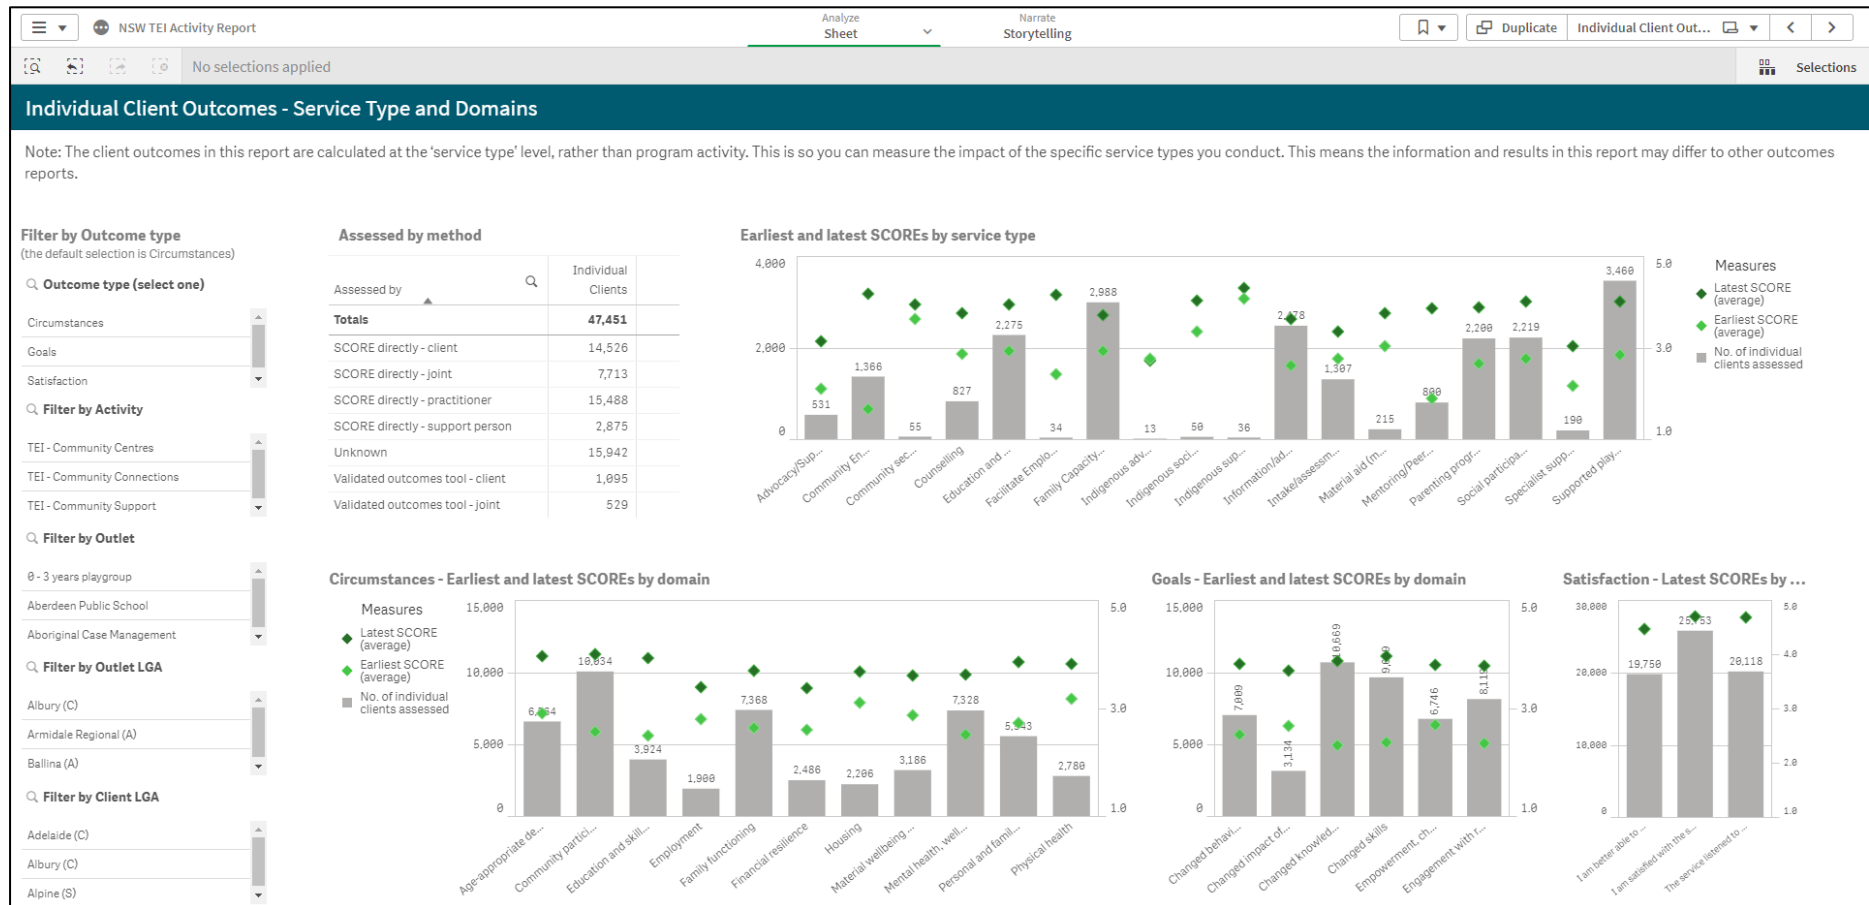 NSW TEI Activity Report
Analyze
Sheet
Narrate
Storytelling
Duplicate
Individual Client Out...
No selections applied
Selections
Individual Client Outcomes - Service Type and Domains
Note: The client outcomes in this report are calculated at the ‘service type’ level, rather than program activity. This is so you can measure the impact of the specific service types you conduct. This means the information and results in this report may differ to other outcomes
reports.
Filter by Outcome type
(the default selection is Circumstances)
Outcome type (select one)
Circumstances
Goals
Satisfaction
Filter by Activity
TEI - Community Centres
TEI - Community Connections
TEI - Community Support
Filter by Outlet
0 - 3 years playgroup
Aberdeen Public School
Aboriginal Case Management
Filter by Outlet LGA
Albury (C)
Armidale Regional (A)
Ballina (A)
Filter by Client LGA
Adelaide (C)
Albury (C)
Alpine (S)
Assessed by method
Assessed by
Individual
Clients
Totals 47,451
SCORE directly - client 14,526
SCORE directly - joint 7,713
SCORE directly - practitioner 15,488
SCORE directly - support person 2,875
Unknown 15,942
Validated outcomes tool - client 1,095
Validated outcomes tool - joint 529
Earliest and latest SCOREs by service type
4,000
2,000
0
531
1,366
55
827
2,275
34
2,988
13
50
36
1,307
215
800
2,200
2,219
190
3,460
5.0
3.0
1.0
Advocacy/Sup...
Community En...
Community sec...
Counselling
Education and ...
Facilitate Emplo...
Family Capacity...
Indigenous adv...
Indigenous soci...
Indigenous sup...
Information/ad...
Intake/assessm...
Material aid (m...
Mentoring/Peer...
Parenting progr...
Social participa...
Specialist supp...
Supported play...
Measures
Latest SCORE
(average)
Earliest SCORE
(average)
No. of individual
clients assessed
Circumstances - Earliest and latest SCOREs by domain
Measures
Latest SCORE
(average)
Earliest SCORE
(average)
No. of individual
clients assessed
15,000
10,000
5,000
0
10,034
3,924
1,900
7,368
2,486
2,206
3,186
7,328
2,780
5.0
3.0
1.0
Age-appropriate de...
Community partici...
Education and skill...
Employment
Family functioning
Financial resilience
Housing
Material wellbeing ...
Mental health, well...
Personal and famil...
Physical health
Goals - Earliest and latest SCOREs by domain
15,000
10,000
5,000
0
7,009
3,134
10,669
6,746
5.0
3.0
1.0
Changed behavi...
Changed impact of...
Changed knowled...
Changed skills
Empowerment, ch...
Engagement with r...
Satisfaction - Latest SCOREs by ...
30,000
20,000
10,000
0
19,750
20,118
5.0
4.0
3.0
2.0
1.0
I am better able to ...
I am satisfied with the s...
The service listened to ...